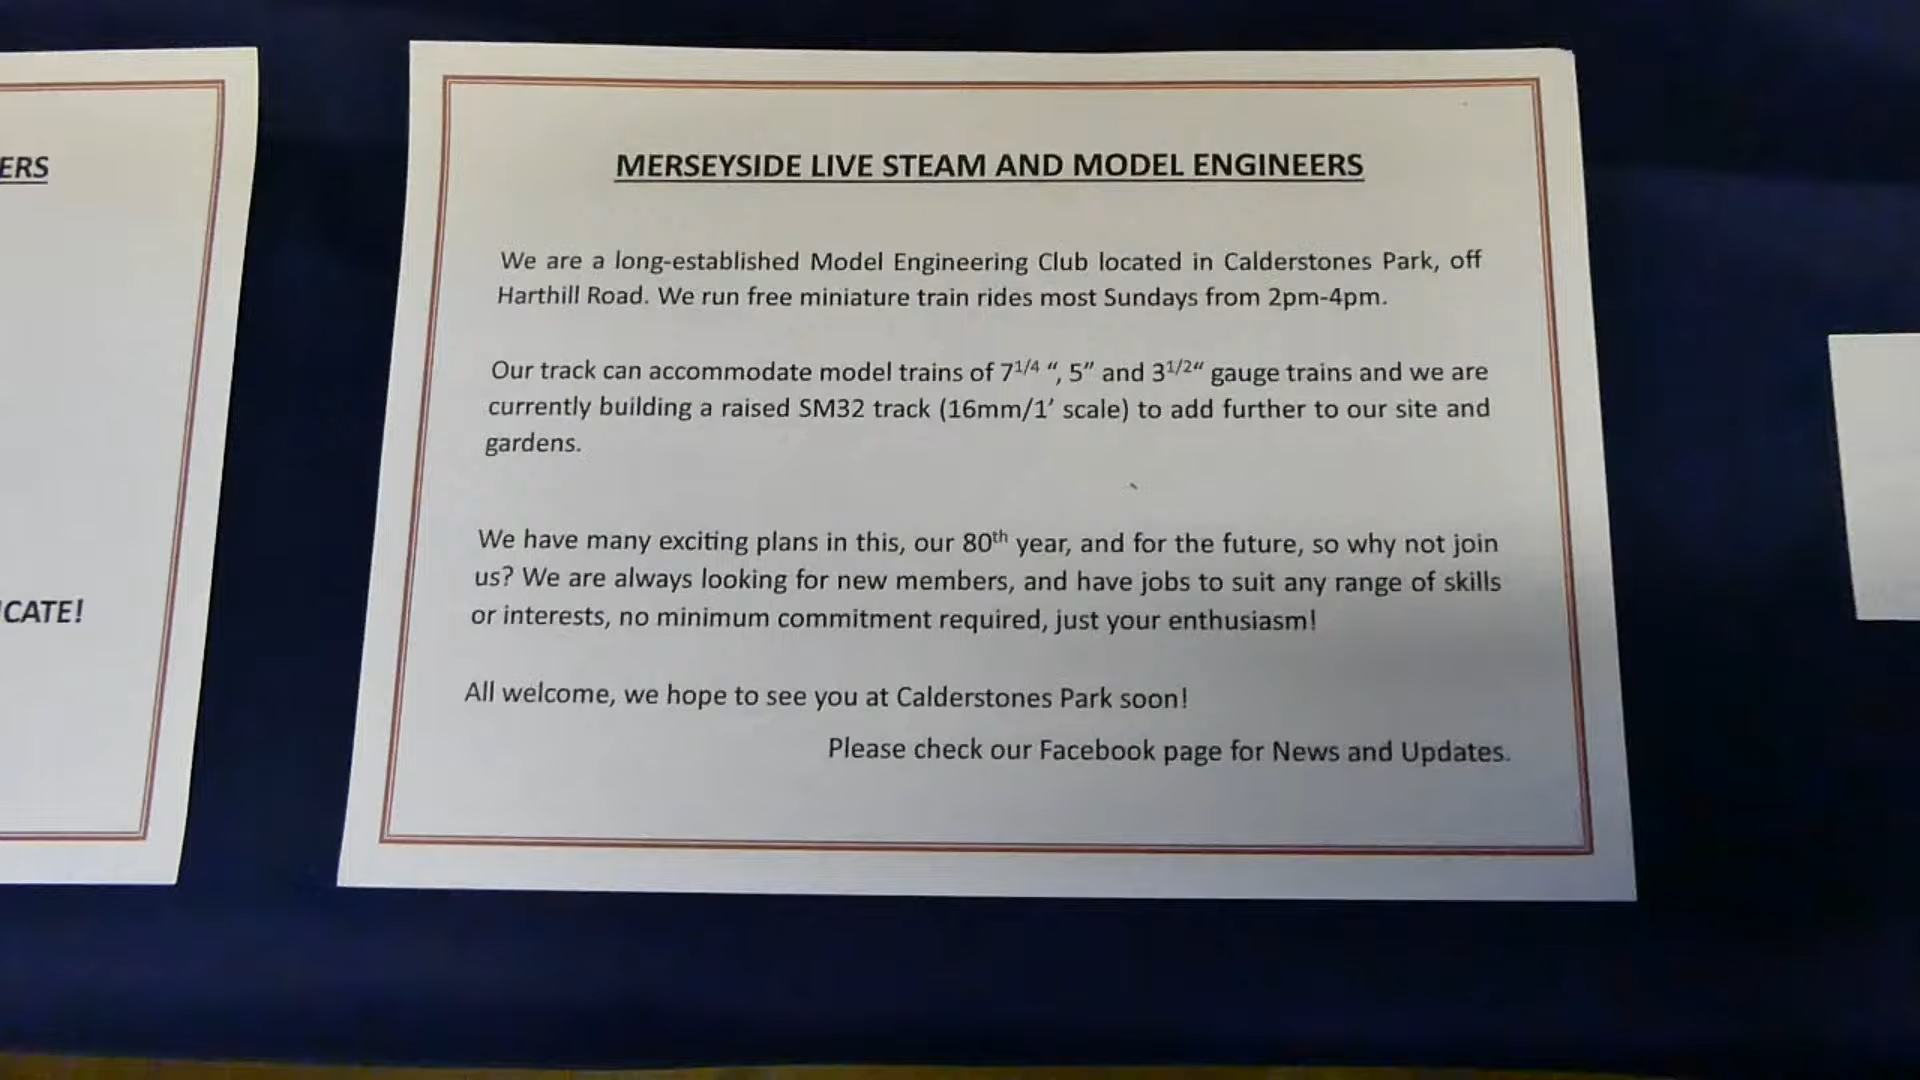 ERS
CATE!
MERSEYSIDE LIVE STEAM AND MODEL ENGINEERS
We are a long-established Model Engineering Club located in Calderstones Park, off
Harthill Road. We run free miniature train rides most Sundays from 2pm-4pm.
Our track can accommodate model trains of 7¹/⁴ “, 5” and 3¹/²“ gauge trains and we are
currently building a raised SM32 track (16mm/1’ scale) to add further to our site and
gardens.
We have many exciting plans in this, our 80ᵗʰ year, and for the future, so why not join
us? We are always looking for new members, and have jobs to suit any range of skills
or interests, no minimum commitment required, just your enthusiasm!
All welcome, we hope to see you at Calderstones Park soon!
Please check our Facebook page for News and Updates.